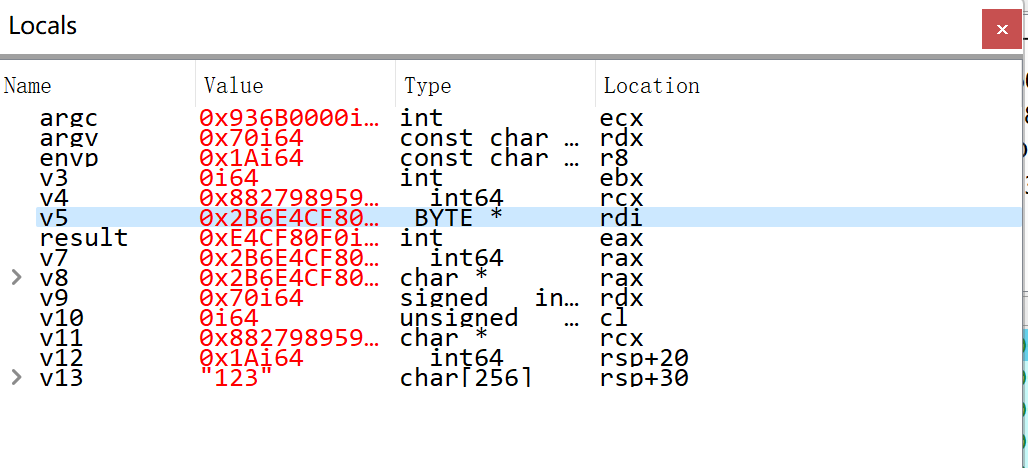 Locals
Name Value Type Location
argc 0x936B0000i… int ecx
argv 0x70i64 const char … rdx
envp 0x1Ai64 const char … r8
v3 0i64 int ebx
v4 0x882798959… int64 rcx
v5 0x2B6E4CF80… BYTE * rdi
result 0xE4CF80F0i… int eax
v7 0x2B6E4CF80… int64 rax
v8 0x2B6E4CF80… char * rax
v9 0x70i64 signed in… rdx
v10 0i64 unsigned … cl
v11 0x882798959… char * rcx
v12 0x1Ai64 int64 rsp+20
v13 "123" char[256] rsp+30